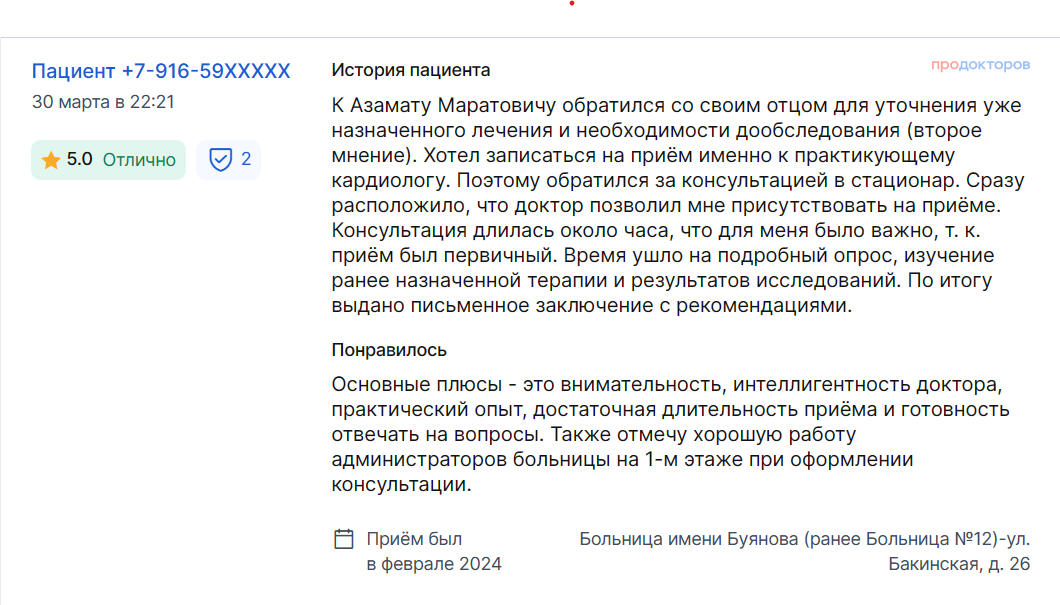 Пациент +7-916-59XXXXX
30 марта в 22:21
5.0 Отлично
2
История пациента
продокторов
К Азамату Маратовичу обратился со своим отцом для уточнения уже
назначенного лечения и необходимости дообследования (второе
мнение). Хотел записаться на приём именно к практикующему
кардиологу. Поэтому обратился за консультацией в стационар. Сразу
расположило, что доктор позволил мне присутствовать на приёме.
Консультация длилась около часа, что для меня было важно, т. к.
приём был первичный. Время ушло на подробный опрос, изучение
ранее назначенной терапии и результатов исследований. По итогу
выдано письменное заключение с рекомендациями.
Понравилось
Основные плюсы - это внимательность, интеллигентность доктора,
практический опыт, достаточная длительность приёма и готовность
отвечать на вопросы. Также отмечу хорошую работу
администраторов больницы на 1-м этаже при оформлении
консультации.
Приём был
в феврале 2024
Больница имени Буянова (ранее Больница №12)-ул.
Бакинская, д. 26